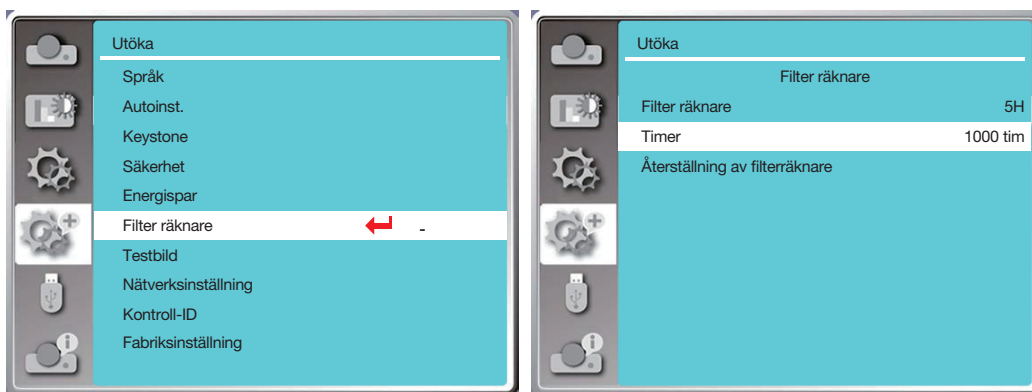 Utöka
Språk
Autoinst.
Keystone
Säkerhet
Energispar
Filter räknare -
Testbild
Nätverksinställning
Kontroll-ID
Fabriksinställning
Utöka
Filter räknare
Filter räknare 5H
Timer 1000 tim
Återställning av filterräknare